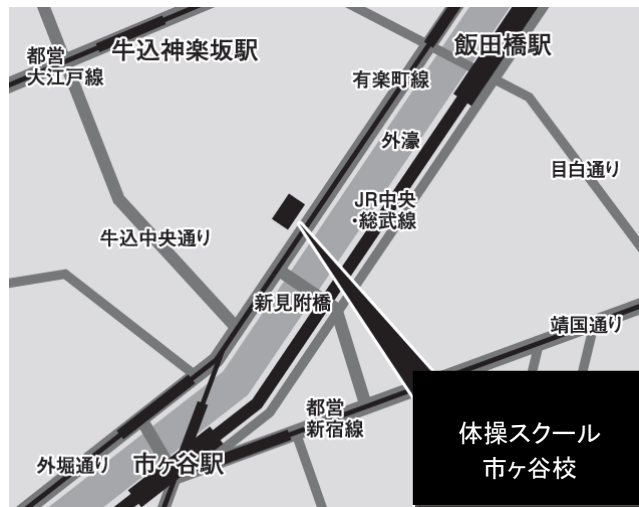 牛込神楽坂駅
飯田橋駅
都営
大江戸線
有楽町線
外濠
目白通り
JR中央
・総武線
牛込中央通り
新見附橋
靖国通り
都営
新宿線
外堀通り
市ヶ谷駅
体操スクール
市ヶ谷校